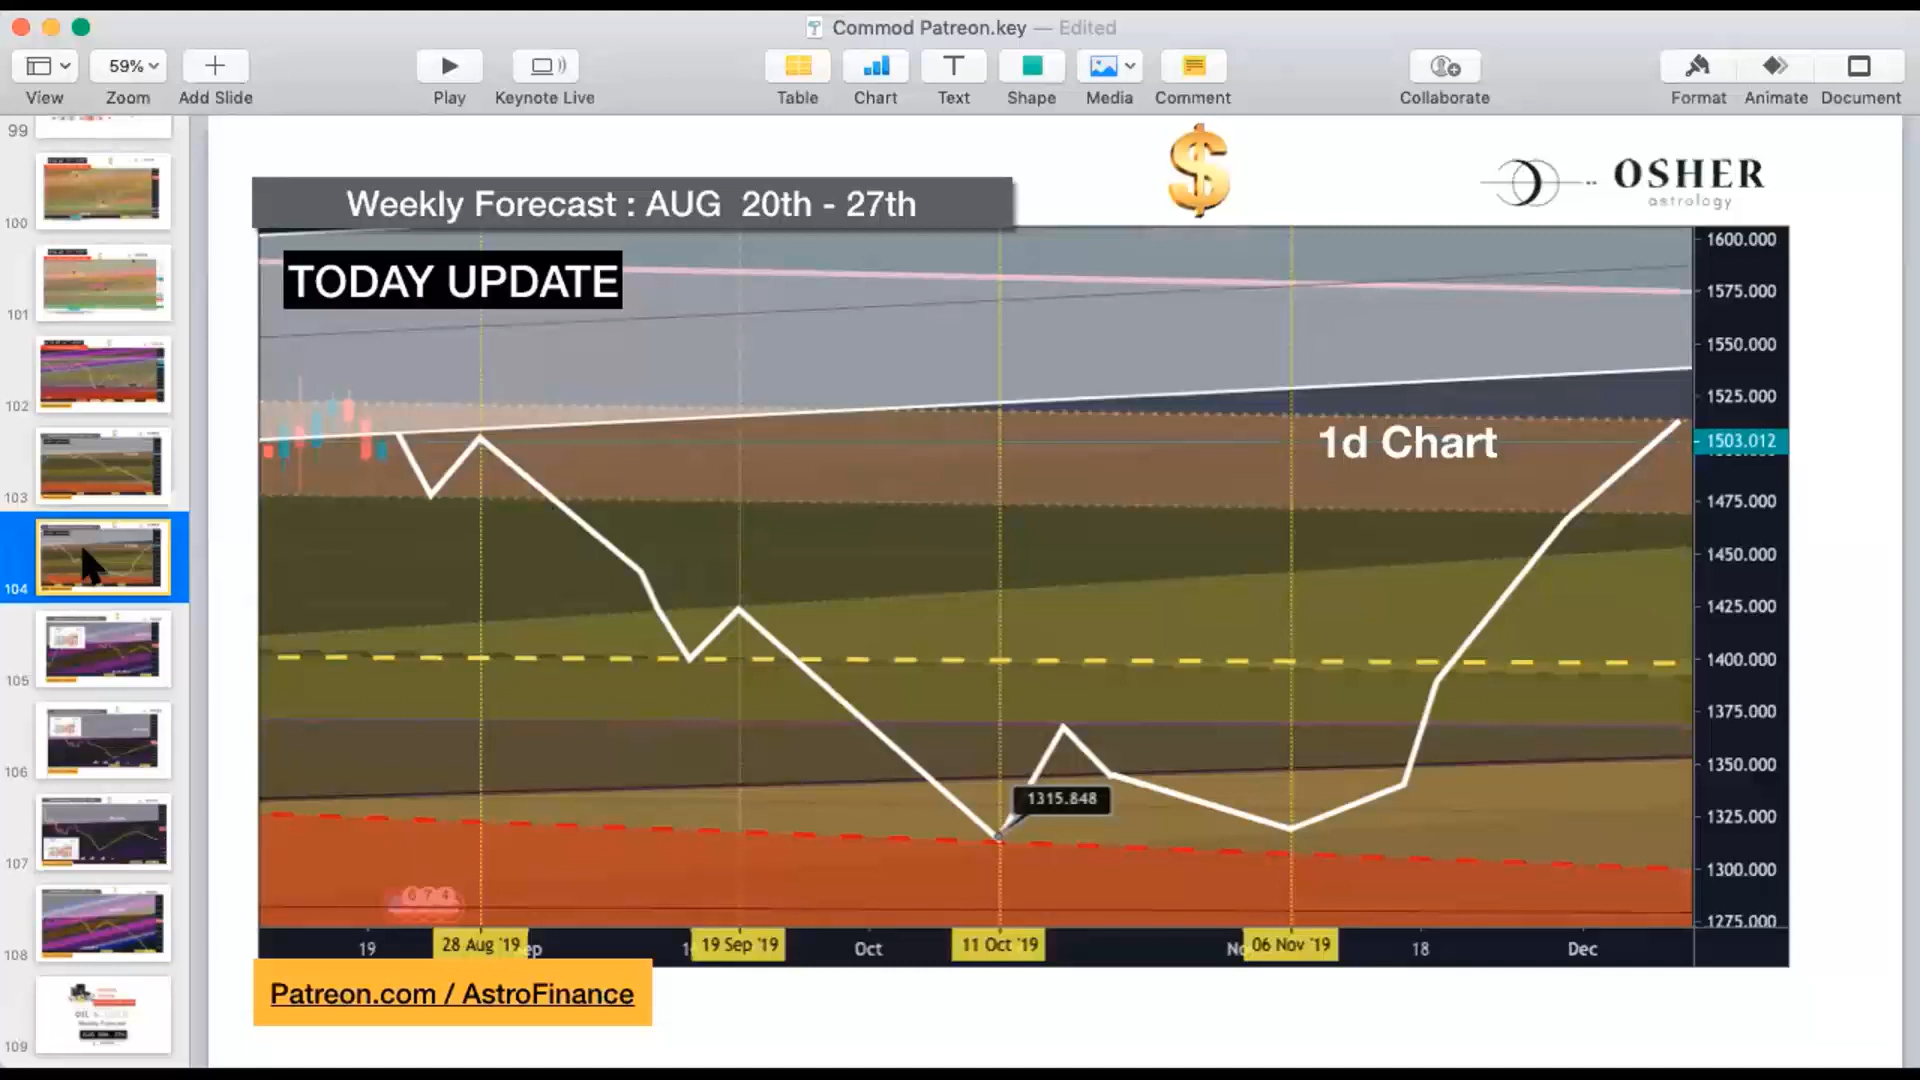 Commod Patreon.key — Edited
59%
View Zoom Add Slide Play Keynote Live Table Chart Text Shape Media Comment Collaborate Format Animate Document
99
100
101
102
103
104
105
106
107
108
109
$
OSHER
astrology
Weekly Forecast : AUG 20th - 27th
TODAY UPDATE
1d Chart
1600.000
1575.000
1550.000
1525.000
1503.012
1475.000
1450.000
1425.000
1400.000
1375.000
1350.000
1325.000
1300.000
1275.000
1315.848
6 7 4
19 28 Aug '19 19 Sep '19 Oct 11 Oct '19 06 Nov '19 18 Dec
Patreon.com / AstroFinance